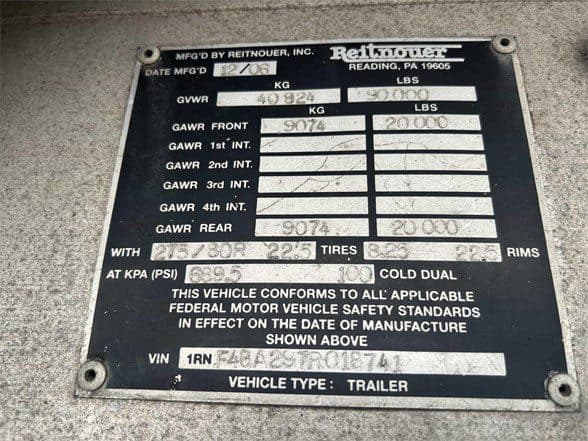 MFG'D BY REITNOUER, INC. Reitnouer
READING, PA 19605
DATE MFG'D 12/06
KG LBS
GVWR 40824 90,000
KG LBS
GAWR FRONT 9074 20,000
GAWR 1st INT.
GAWR 2nd INT.
GAWR 3rd INT.
GAWR 4th INT.
GAWR REAR 9074 20,000
WITH 275/80R 22.5 TIRES 8.25 22.5 RIMS
AT KPA (PSI) 689.5 100 COLD DUAL
THIS VEHICLE CONFORMS TO ALL APPLICABLE
FEDERAL MOTOR VEHICLE SAFETY STANDARDS
IN EFFECT ON THE DATE OF MANUFACTURE
SHOWN ABOVE
VIN 1RNF48A297R018741
VEHICLE TYPE: TRAILER